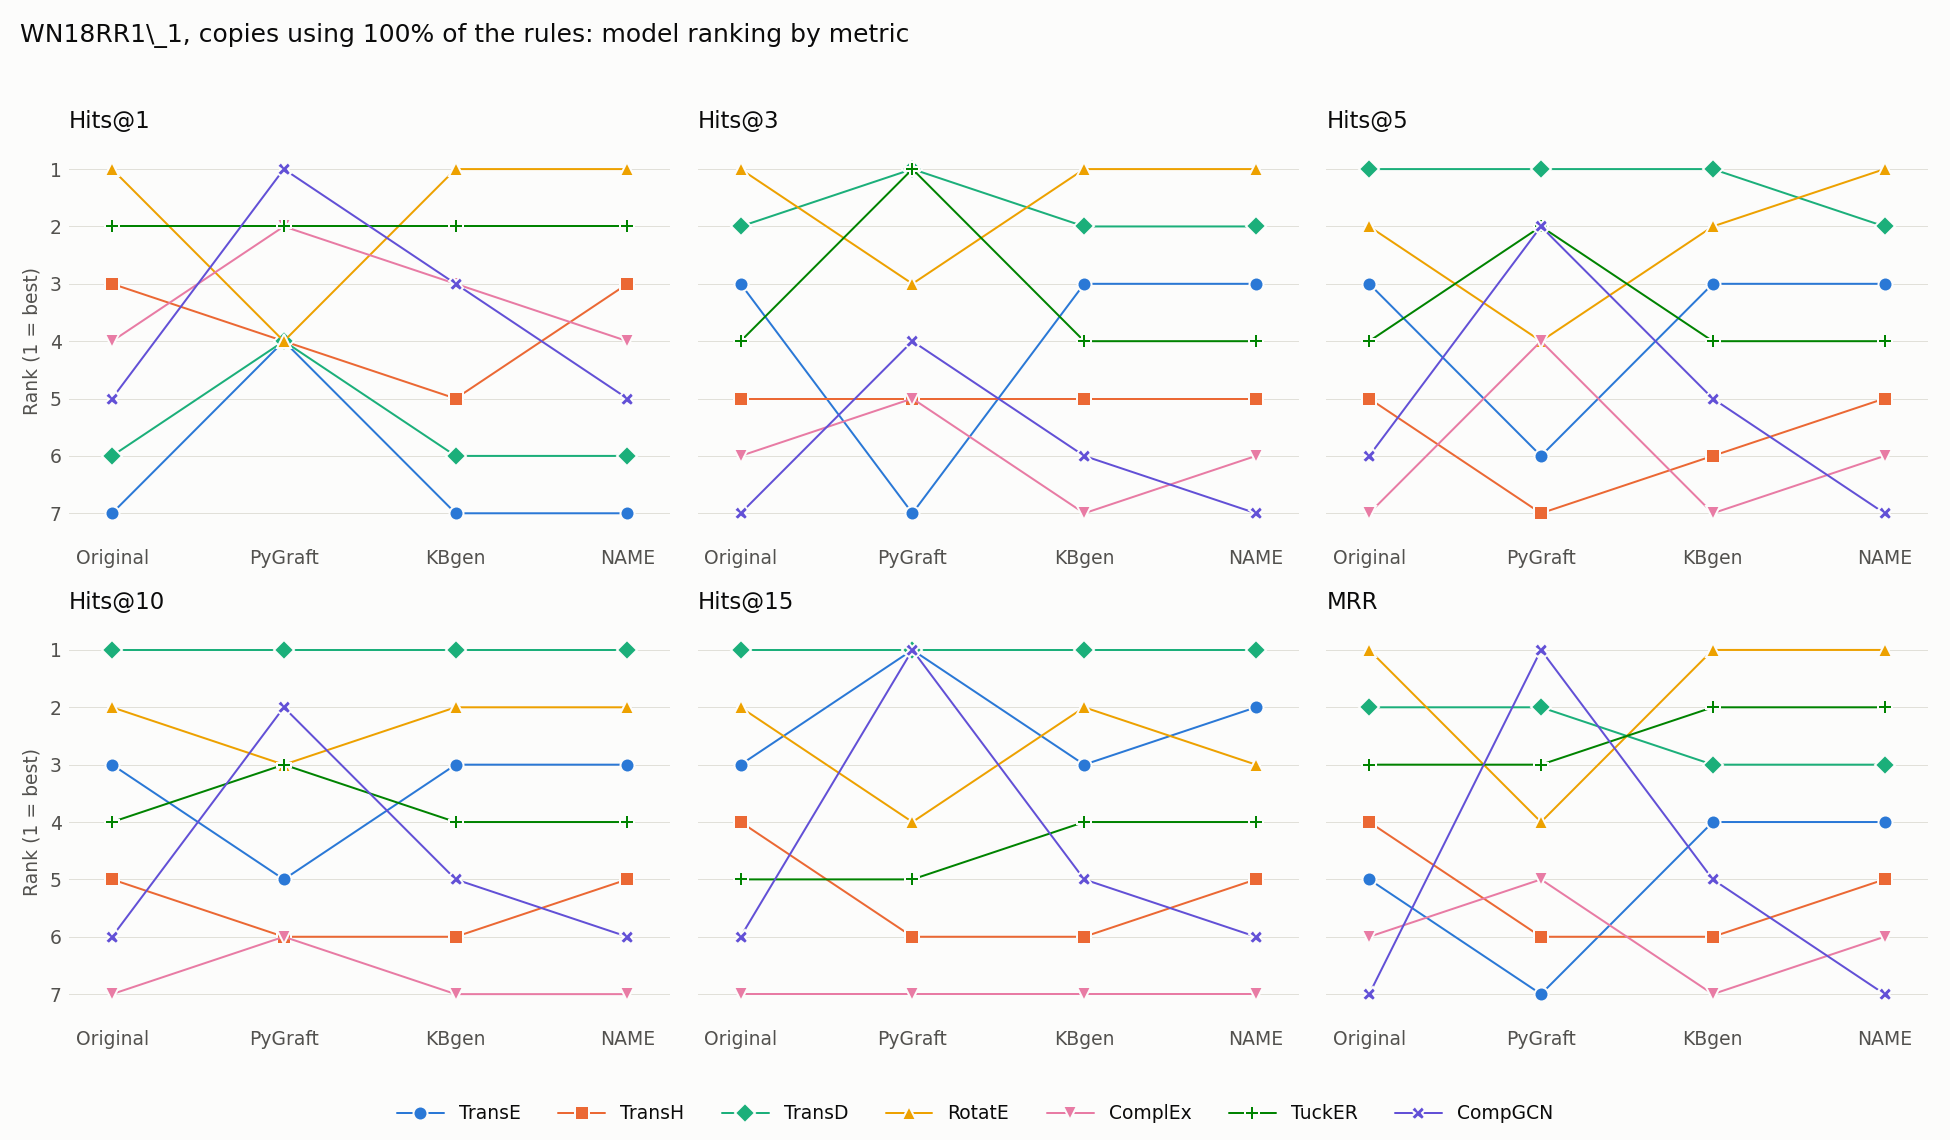 WN18RR1\_1, copies using 100% of the rules: model ranking by metric
Hits@1
Hits@3
Hits@5
Rank (1 = best)
1
2
3
4
5
6
7
Original PyGraft KBgen NAME
Original PyGraft KBgen NAME
Original PyGraft KBgen NAME
Hits@10
Hits@15
MRR
Rank (1 = best)
1
2
3
4
5
6
7
Original PyGraft KBgen NAME
Original PyGraft KBgen NAME
Original PyGraft KBgen NAME
TransE TransH TransD RotatE ComplEx TuckER CompGCN